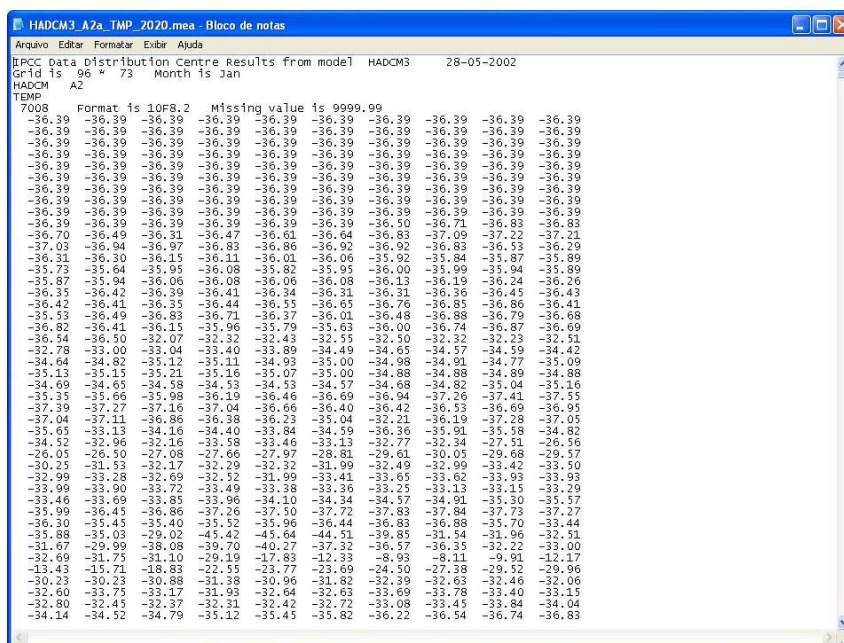 HADCM3_A2a_TMP_2020.mea - Bloco de notas
Arquivo Editar Formatar Exibir Ajuda
IPCC Data Distribution Centre Results from model HADCM3 28-05-2002
Grid is 96 * 73 Month is Jan
HADCM A2
TEMP
7008 Format is 10F8.2 Missing value is 9999.99
-36.39 -36.39 -36.39 -36.39 -36.39 -36.39 -36.39 -36.39 -36.39 -36.39
-36.39 -36.39 -36.39 -36.39 -36.39 -36.39 -36.39 -36.39 -36.39 -36.39
-36.39 -36.39 -36.39 -36.39 -36.39 -36.39 -36.39 -36.39 -36.39 -36.39
-36.39 -36.39 -36.39 -36.39 -36.39 -36.39 -36.39 -36.39 -36.39 -36.39
-36.39 -36.39 -36.39 -36.39 -36.39 -36.39 -36.39 -36.39 -36.39 -36.39
-36.39 -36.39 -36.39 -36.39 -36.39 -36.39 -36.39 -36.39 -36.39 -36.39
-36.39 -36.39 -36.39 -36.39 -36.39 -36.39 -36.39 -36.39 -36.39 -36.39
-36.39 -36.39 -36.39 -36.39 -36.39 -36.39 -36.39 -36.39 -36.39 -36.39
-36.39 -36.39 -36.39 -36.39 -36.39 -36.39 -36.39 -36.39 -36.39 -36.39
-36.39 -36.39 -36.39 -36.39 -36.39 -36.39 -36.50 -36.71 -36.83 -36.83
-36.70 -36.49 -36.31 -36.47 -36.61 -36.64 -36.83 -37.09 -37.22 -37.21
-37.03 -36.94 -36.97 -36.83 -36.86 -36.92 -36.92 -36.83 -36.53 -36.29
-36.31 -36.30 -36.15 -36.11 -36.01 -36.06 -35.92 -35.84 -35.87 -35.89
-35.73 -35.64 -35.95 -36.08 -35.82 -35.95 -36.00 -35.99 -35.94 -35.89
-35.87 -35.94 -36.06 -36.08 -36.06 -36.08 -36.13 -36.19 -36.24 -36.26
-36.35 -36.42 -36.39 -36.41 -36.34 -36.31 -36.31 -36.36 -36.45 -36.43
-36.42 -36.41 -36.35 -36.44 -36.55 -36.65 -36.76 -36.85 -36.86 -36.41
-35.53 -36.49 -36.83 -36.71 -36.37 -36.01 -36.48 -36.88 -36.79 -36.68
-36.82 -36.41 -36.15 -35.96 -35.79 -35.63 -36.00 -36.74 -36.87 -36.69
-36.54 -36.50 -32.07 -32.32 -32.43 -32.55 -32.50 -32.32 -32.23 -32.51
-32.78 -33.00 -33.04 -33.40 -33.89 -34.49 -34.65 -34.57 -34.59 -34.42
-34.64 -34.82 -35.12 -35.11 -34.93 -35.00 -34.98 -34.91 -34.77 -35.09
-35.13 -35.15 -35.21 -35.16 -35.07 -35.00 -34.88 -34.88 -34.89 -34.88
-34.69 -34.65 -34.58 -34.53 -34.53 -34.57 -34.68 -34.82 -35.04 -35.16
-35.35 -35.66 -35.98 -36.19 -36.46 -36.69 -36.94 -37.26 -37.41 -37.55
-37.39 -37.27 -37.16 -37.04 -36.66 -36.40 -36.42 -36.53 -36.69 -36.95
-37.04 -37.11 -36.86 -36.38 -36.23 -35.04 -32.21 -36.19 -37.28 -37.05
-35.65 -33.13 -34.16 -34.40 -33.84 -34.59 -36.36 -35.91 -35.58 -34.82
-34.52 -32.96 -32.16 -33.58 -33.46 -33.13 -32.77 -32.34 -27.51 -26.56
-26.05 -26.50 -27.08 -27.66 -27.97 -28.81 -29.61 -30.05 -29.68 -29.57
-30.25 -31.53 -32.17 -32.29 -32.32 -31.99 -32.49 -32.99 -33.42 -33.50
-32.99 -33.28 -32.69 -32.52 -31.99 -33.41 -33.65 -33.62 -33.93 -33.93
-33.99 -33.90 -33.72 -33.49 -33.38 -33.36 -33.25 -33.13 -33.15 -33.29
-33.46 -33.69 -33.85 -33.96 -34.10 -34.34 -34.57 -34.91 -35.30 -35.57
-35.99 -36.45 -36.86 -37.26 -37.50 -37.72 -37.83 -37.84 -37.73 -37.27
-36.30 -35.45 -35.40 -35.52 -35.96 -36.44 -36.83 -36.88 -35.70 -33.44
-35.88 -35.03 -29.02 -45.42 -45.64 -44.51 -39.85 -31.54 -31.96 -32.51
-31.67 -29.99 -38.08 -39.70 -40.27 -37.32 -36.57 -36.35 -32.22 -33.00
-32.69 -31.75 -31.10 -29.19 -17.83 -12.33 -8.93 -8.11 -9.91 -12.17
-13.43 -15.71 -18.83 -22.55 -23.77 -23.69 -24.50 -27.38 -29.52 -29.96
-30.23 -30.23 -30.88 -31.38 -30.96 -31.82 -32.39 -32.63 -32.46 -32.06
-32.60 -33.75 -33.17 -31.93 -32.64 -32.63 -33.69 -33.78 -33.40 -33.15
-32.80 -32.45 -32.37 -32.31 -32.42 -32.72 -33.08 -33.45 -33.84 -34.04
-34.14 -34.52 -34.79 -35.12 -35.45 -35.82 -36.22 -36.54 -36.74 -36.83